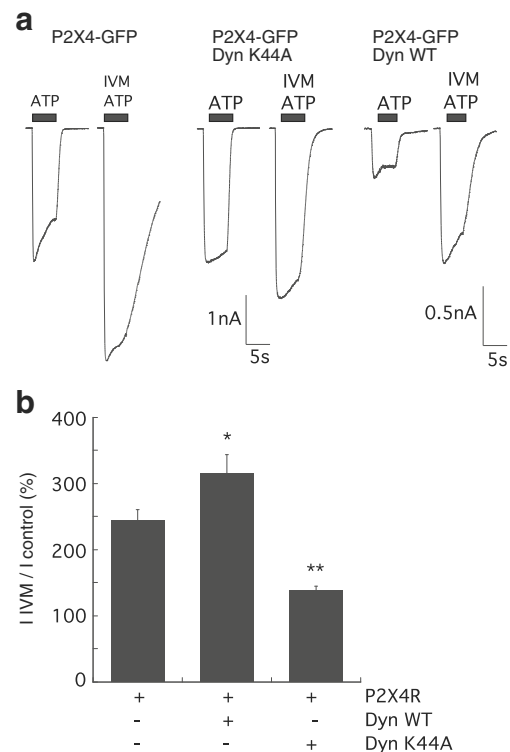 a
P2X4-GFP
P2X4-GFP
Dyn K44A
P2X4-GFP
Dyn WT
ATP
IVM
ATP
ATP
IVM
ATP
ATP
IVM
ATP
1nA
5s
0.5nA
5s
b
I IVM / I control (%)
400
300
200
100
0
*
**
+ + + P2X4R
- + - Dyn WT
- - + Dyn K44A